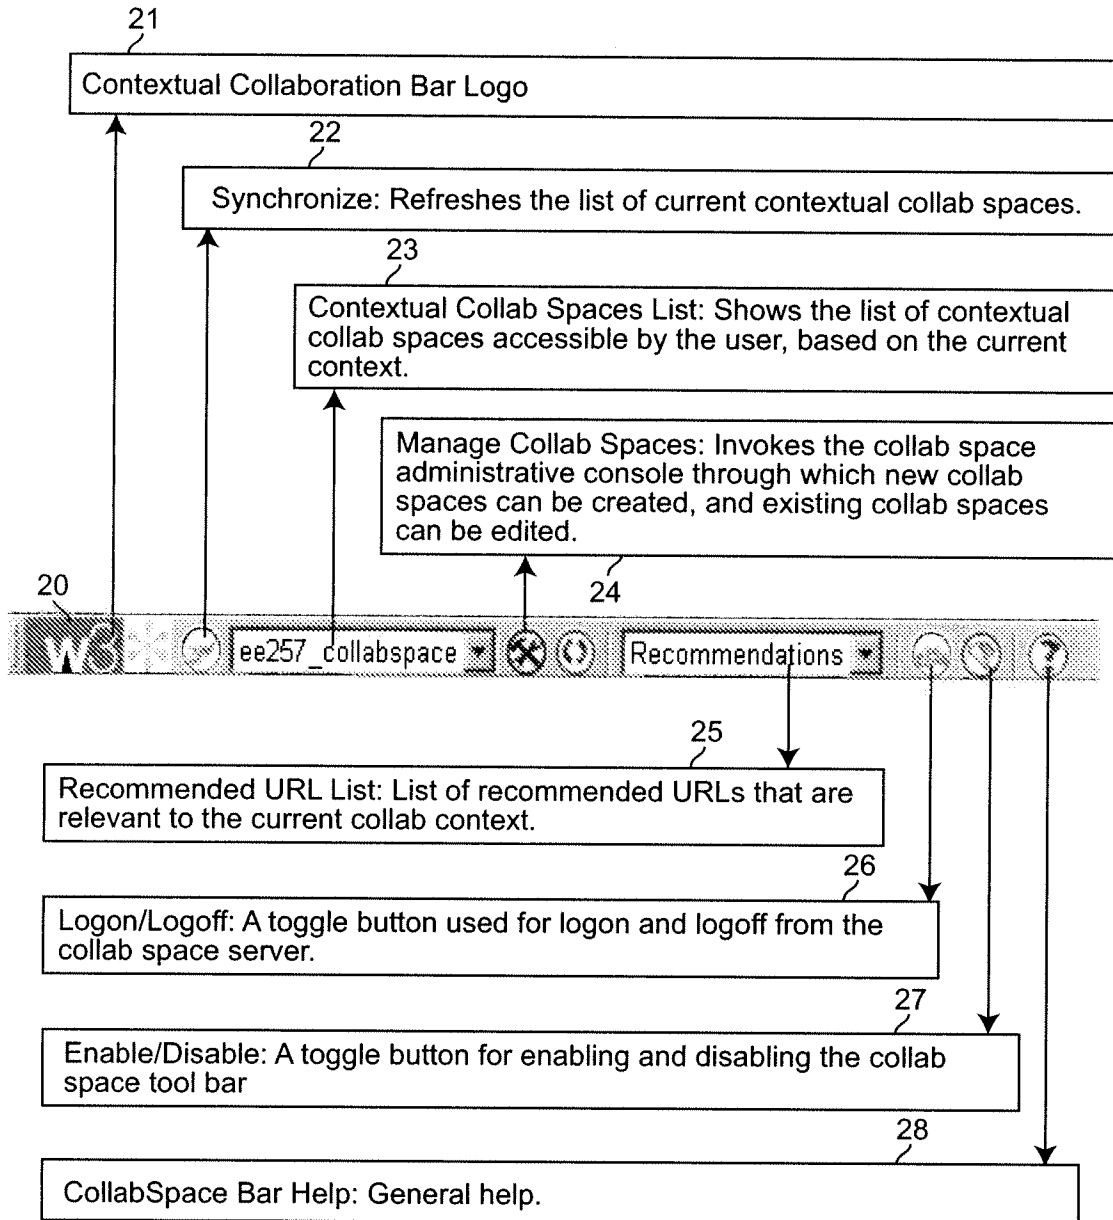 21
Contextual Collaboration Bar Logo
22
Synchronize: Refreshes the list of current contextual collab spaces.
23
Contextual Collab Spaces List: Shows the list of contextual
collab spaces accessible by the user, based on the current
context.
Manage Collab Spaces: Invokes the collab space
administrative console through which new collab
spaces can be created, and existing collab spaces
can be edited.
24
20
w3 ee257_collabspace Recommendations ?
25
Recommended URL List: List of recommended URLs that are
relevant to the current collab context.
26
Logon/Logoff: A toggle button used for logon and logoff from the
collab space server.
27
Enable/Disable: A toggle button for enabling and disabling the collab
space tool bar
28
CollabSpace Bar Help: General help.